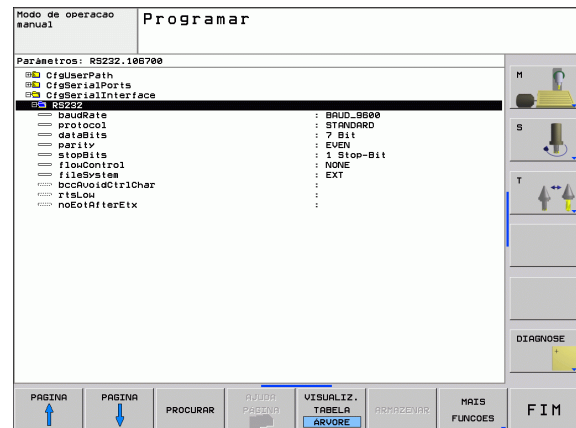 Modo de operacao
manual
Programar
Parâmetros: RS232.106700
CfgUserPath
CfgSerialPorts
CfgSerialInterface
RS232
baudRate : BAUD_9600
protocol : STANDARD
dataBits : 7 Bit
parity : EVEN
stopBits : 1 Stop-Bit
flowControl : NONE
fileSystem : EXT
bccAvoidCtrlChar :
rtsLow :
noEotAfterEtx :
M
S
T
DIAGNOSE
PAGINA
PAGINA
PROCURAR
AJUDA
PAGINA
VISUALIZ.
TABELA
ÁRVORE
ARMAZENAR
MAIS
FUNCOES
FIM